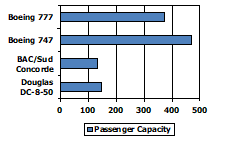 Boeing 777
Boeing 747
BAC/Sud
Concorde
Douglas
DC-8-50
0 100 200 300 400 500
Passenger Capacity